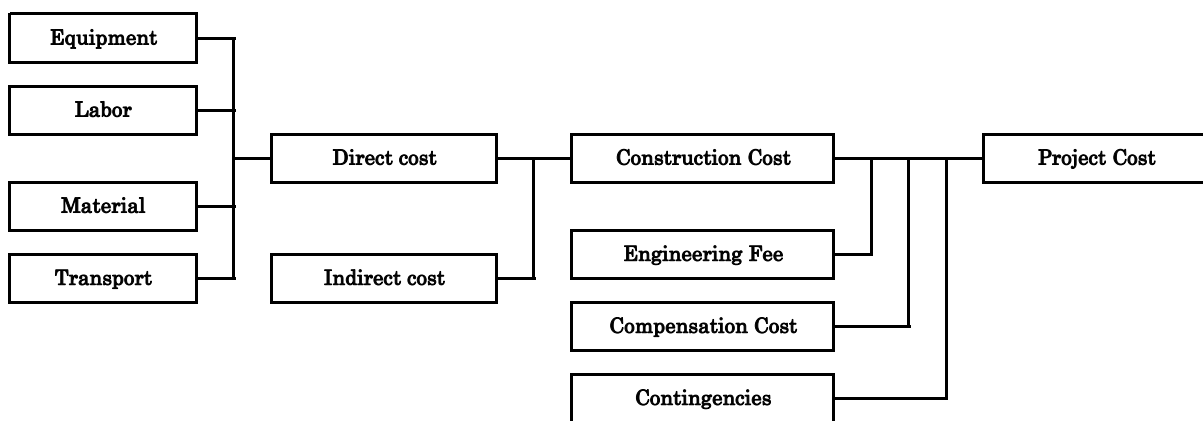 Equipment
Labor
Material
Transport
Direct cost
Indirect cost
Construction Cost
Engineering Fee
Compensation Cost
Contingencies
Project Cost